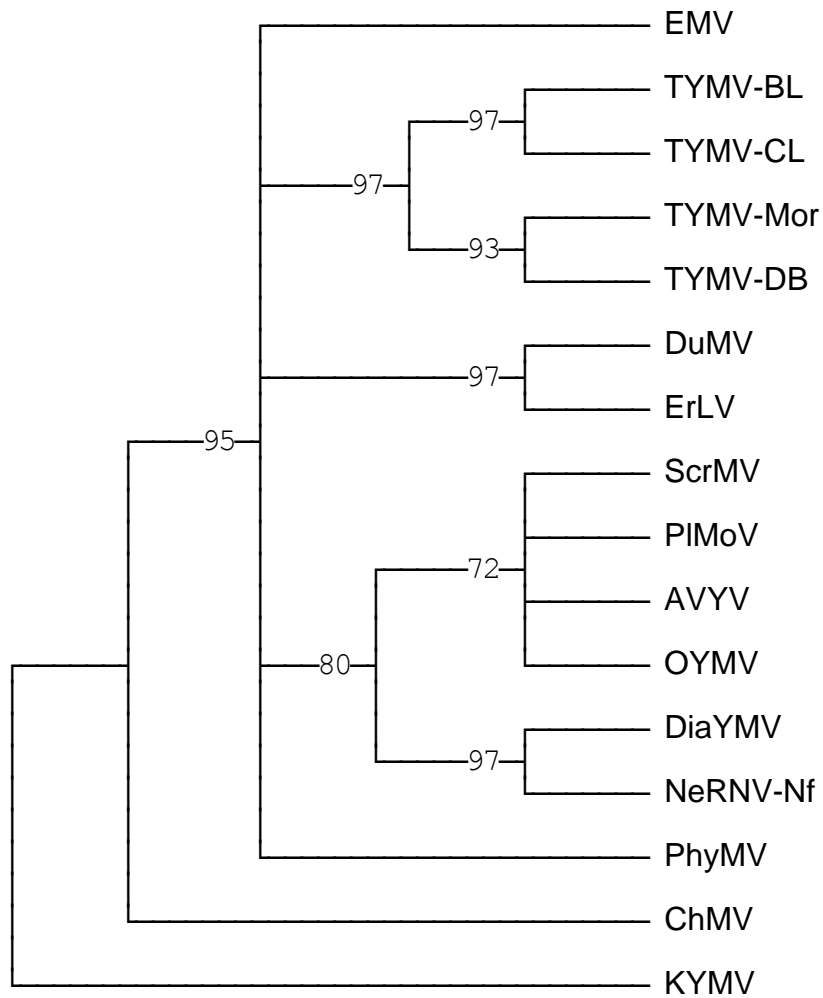 EMV
TYMV-BL
97
TYMV-CL
97
TYMV-Mor
93
TYMV-DB
DuMV
97
ErLV
95
ScrMV
PlMoV
72
AVYV
80
OYMV
DiaYMV
97
NeRNV-Nf
PhyMV
ChMV
KYMV